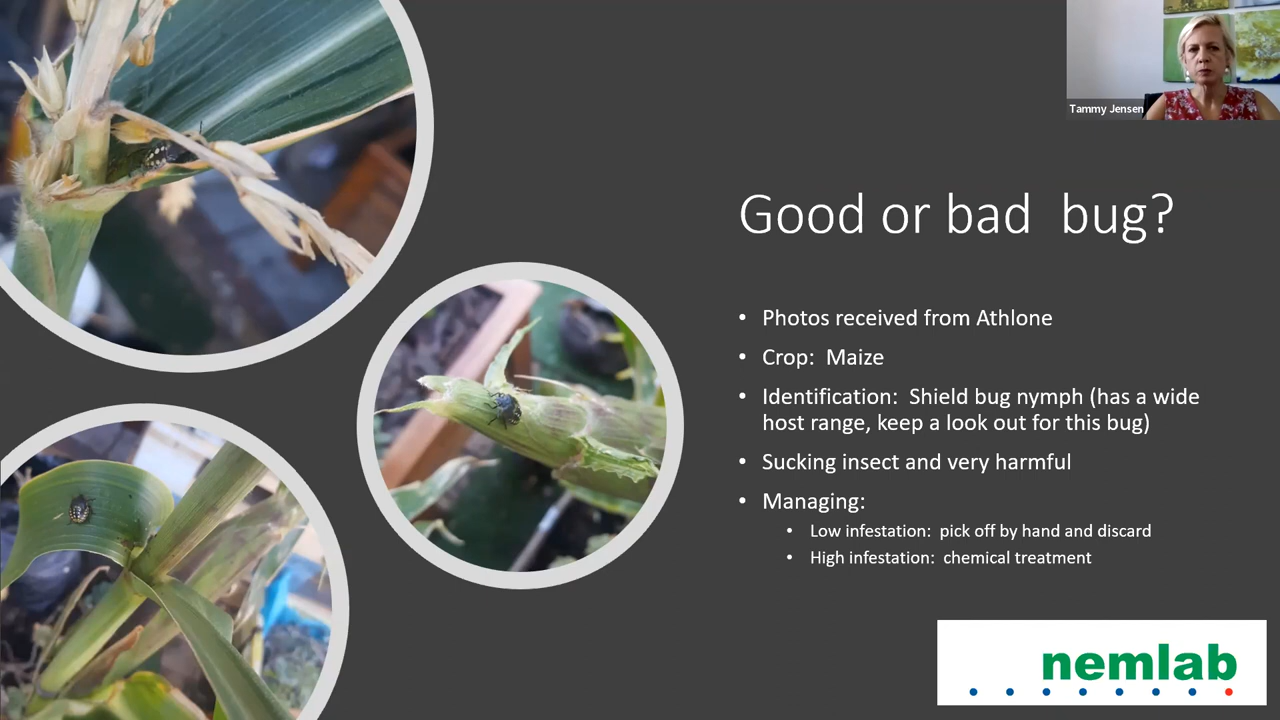 Tammy Jensen
Good or bad  bug?
• Photos received from Athlone
• Crop:  Maize
• Identification:  Shield bug nymph (has a wide
host range, keep a look out for this bug)
• Sucking insect and very harmful
• Managing:
• Low infestation:  pick off by hand and discard
• High infestation:  chemical treatment
nemlab